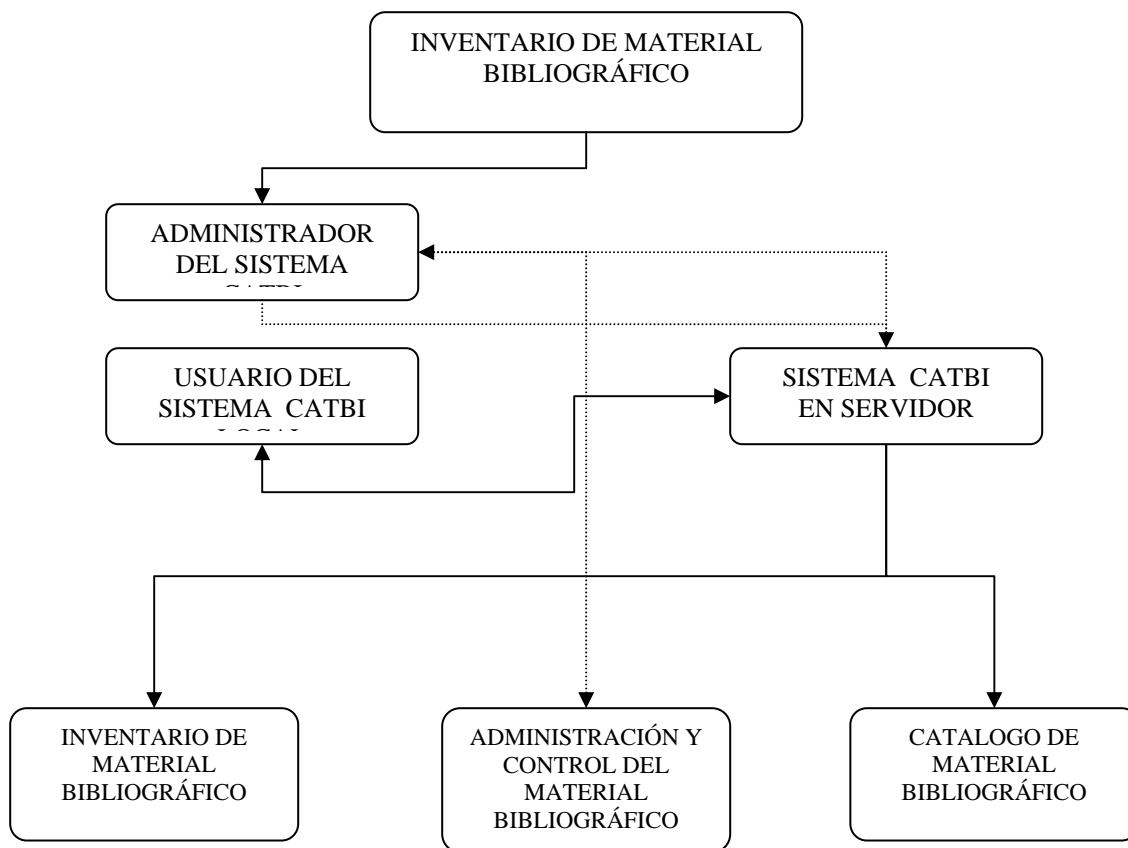 INVENTARIO DE MATERIAL
BIBLIOGRÁFICO
ADMINISTRADOR
DEL SISTEMA
USUARIO DEL
SISTEMA CATBI
SISTEMA CATBI
EN SERVIDOR
INVENTARIO DE
MATERIAL
BIBLIOGRÁFICO
ADMINISTRACIÓN Y
CONTROL DEL
MATERIAL
BIBLIOGRÁFICO
CATALOGO DE
MATERIAL
BIBLIOGRÁFICO